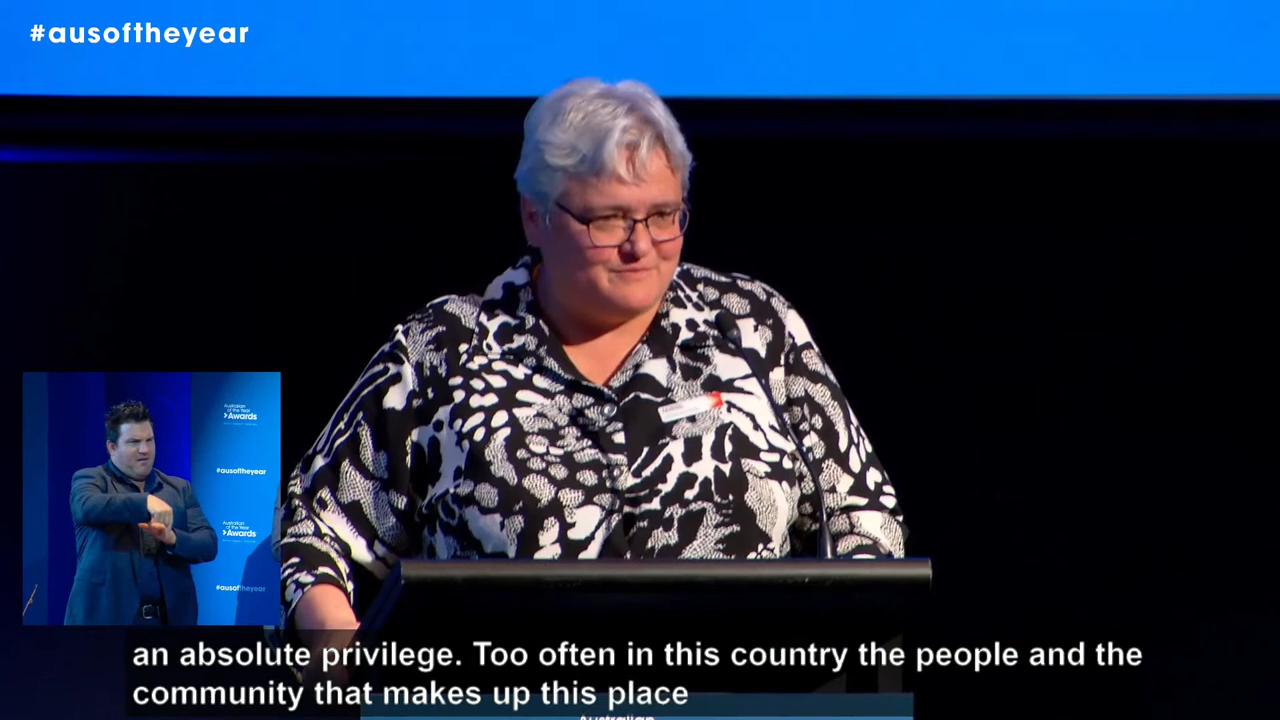 #ausoftheyear
Australian
of the Year
Awards
#ausoftheyear
Australian
of the Year
Awards
#ausoftheyear
an absolute privilege. Too often in this country the people and the
community that makes up this place
Australian